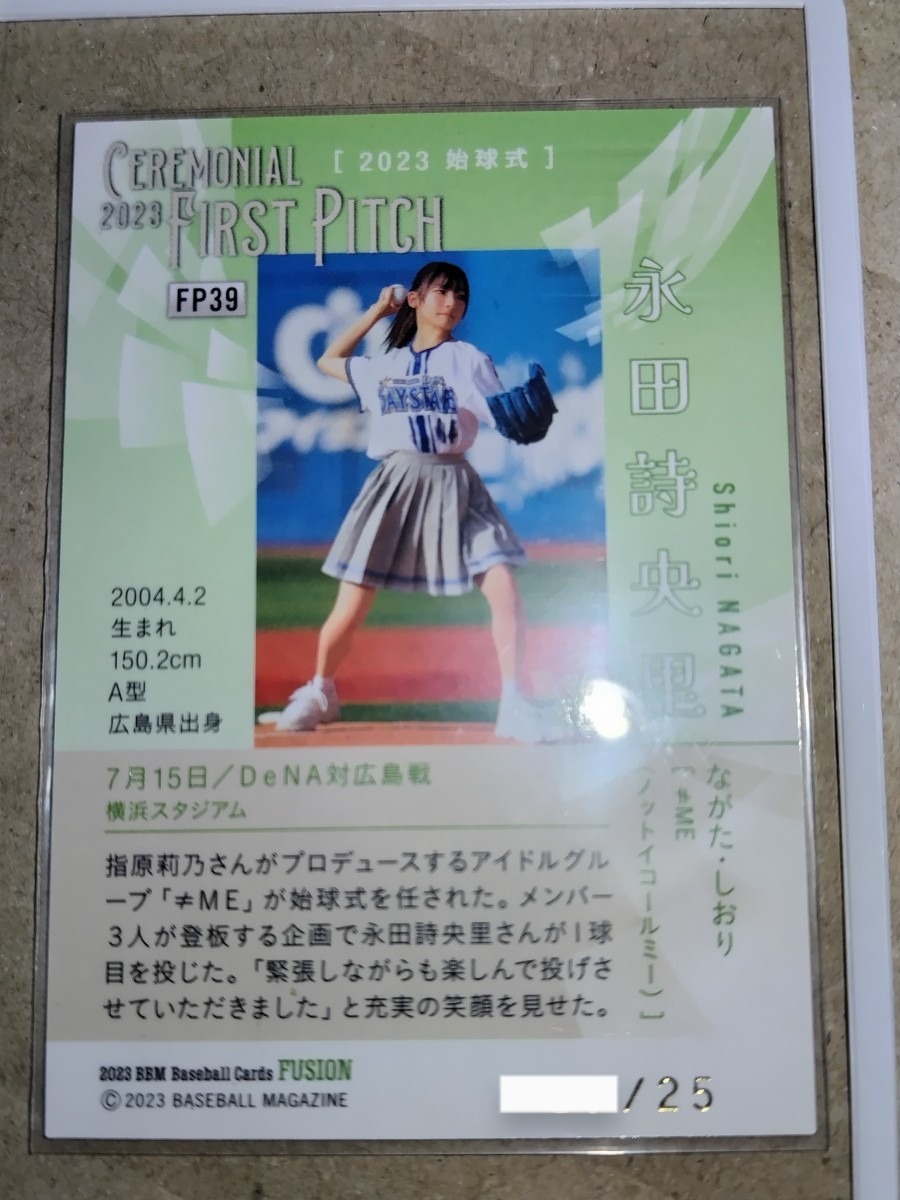 CEREMONIAL
2023 FIRST PITCH
[ 2023 始球式 ]
FP39
永田詩央里
Shiori NAGATA
ながた・しおり
[≠ME
(ノットイコールミー)]
2004.4.2
生まれ
150.2cm
A型
広島県出身
7月15日/DeNA対広島戦
横浜スタジアム
指原莉乃さんがプロデュースするアイドルグル
ープ「≠ME」が始球式を任された。メンバー
3人が登板する企画で永田詩央里さんが1球
目を投じた。「緊張しながらも楽しんで投げさ
せていただきました」と充実の笑顔を見せた。
2023 BBM Baseball Cards FUSION
© 2023 BASEBALL MAGAZINE
/25